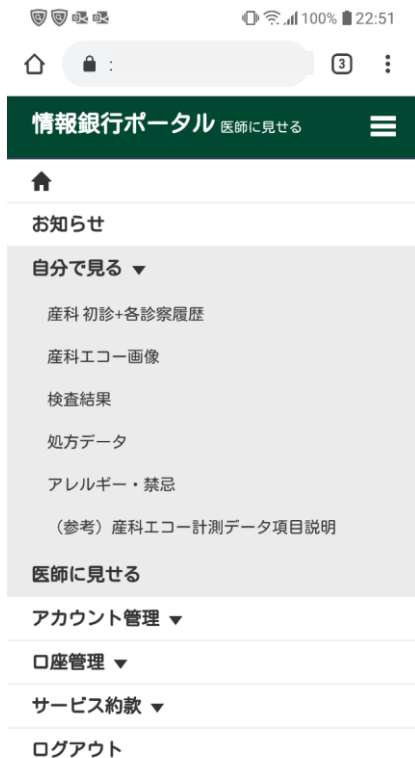 100% 22:51
: 3
情報銀行ポータル 医師に見せる
お知らせ
自分で見る ▼
産科 初診+各診察履歴
産科エコー画像
検査結果
処方データ
アレルギー・禁忌
（参考）産科エコー計測データ項目説明
医師に見せる
アカウント管理 ▼
口座管理 ▼
サービス約款 ▼
ログアウト